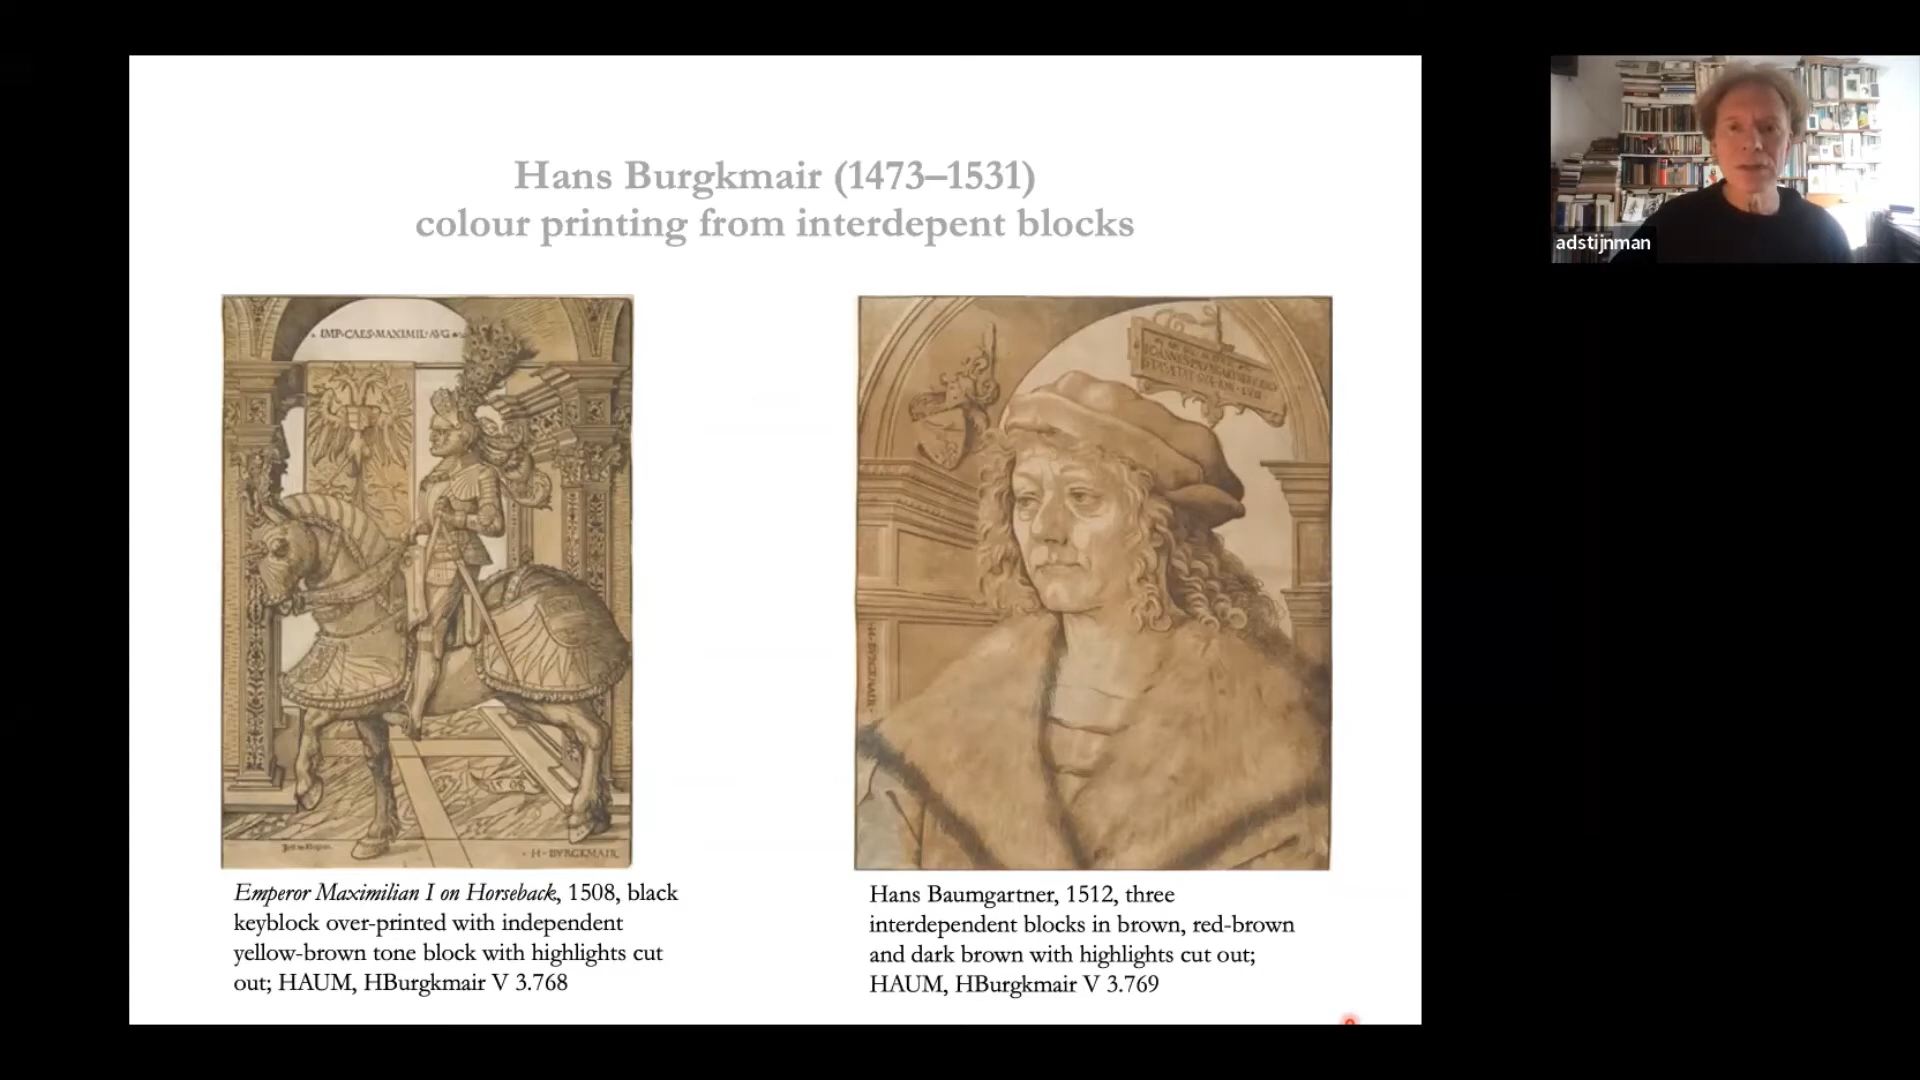 Hans Burgkmair (1473–1531)
colour printing from interdepent blocks
IMP·CAES·MAXIMIL·AVG
H·BVRGKMAIR
Emperor Maximilian I on Horseback, 1508, black
keyblock over-printed with independent
yellow-brown tone block with highlights cut
out; HAUM, HBurgkmair V 3.768
Hans Baumgartner, 1512, three
interdependent blocks in brown, red-brown
and dark brown with highlights cut out;
HAUM, HBurgkmair V 3.769
adstijnman